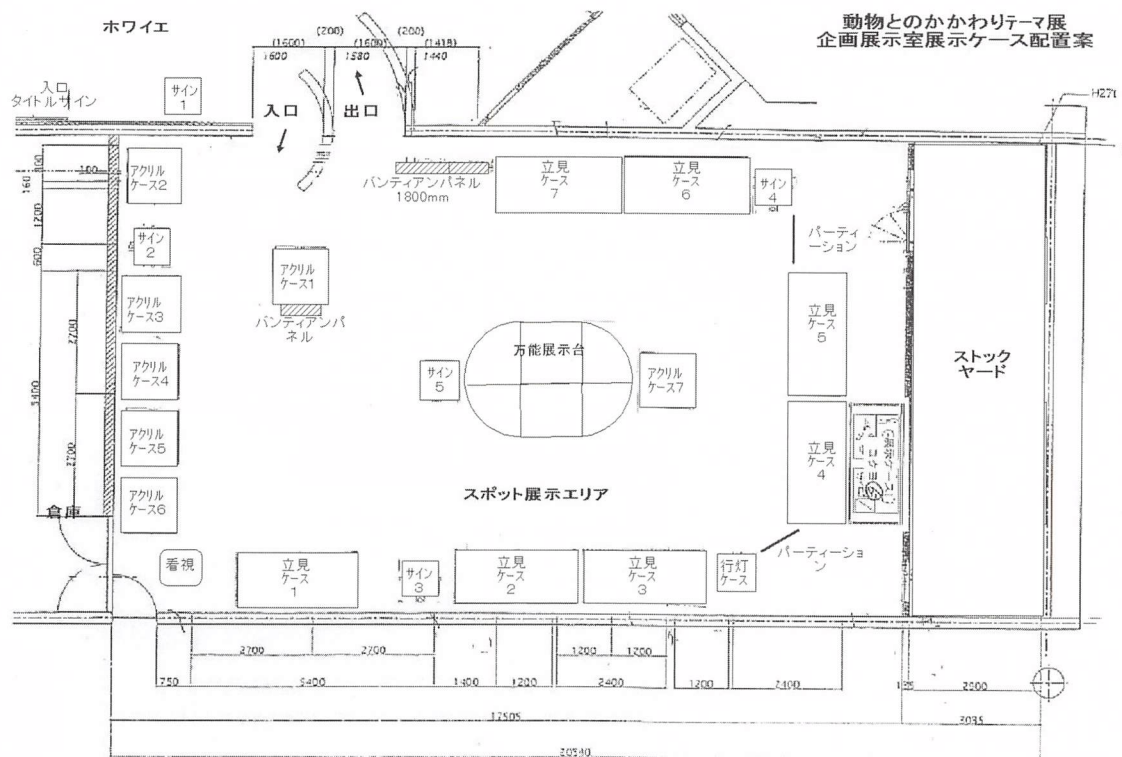 ホワイエ
動物とのかかわりテーマ展
企画展示室展示ケース配置案
(200)
(200)
(1600)
(1600)
(1418)
1600
1580
1440
入口
タイトルサイン
サイン
1
入口
出口
H27t
アクリル
ケース2
100
バンティアンパネル
1800mm
立見
ケース
7
立見
ケース
6
サイン
4
160
1200
600
サイン
2
パーティ
ーション
アクリル
ケース1
バンティアンパ
ネル
アクリル
ケース3
立見
ケース
5
2700
万能展示台
ストック
ヤード
アクリル
ケース4
サイン
5
アクリル
ケース7
5400
アクリル
ケース5
立見
ケース
4
2700
スポット展示エリア
アクリル
ケース6
倉庫
看視
立見
ケース
1
サイン
3
立見
ケース
2
立見
ケース
3
行灯
ケース
パーティーショ
ン
2700
2700
1200
1200
750
5400
1800
1200
2400
1200
2400
135
2900
17505
3035
20540